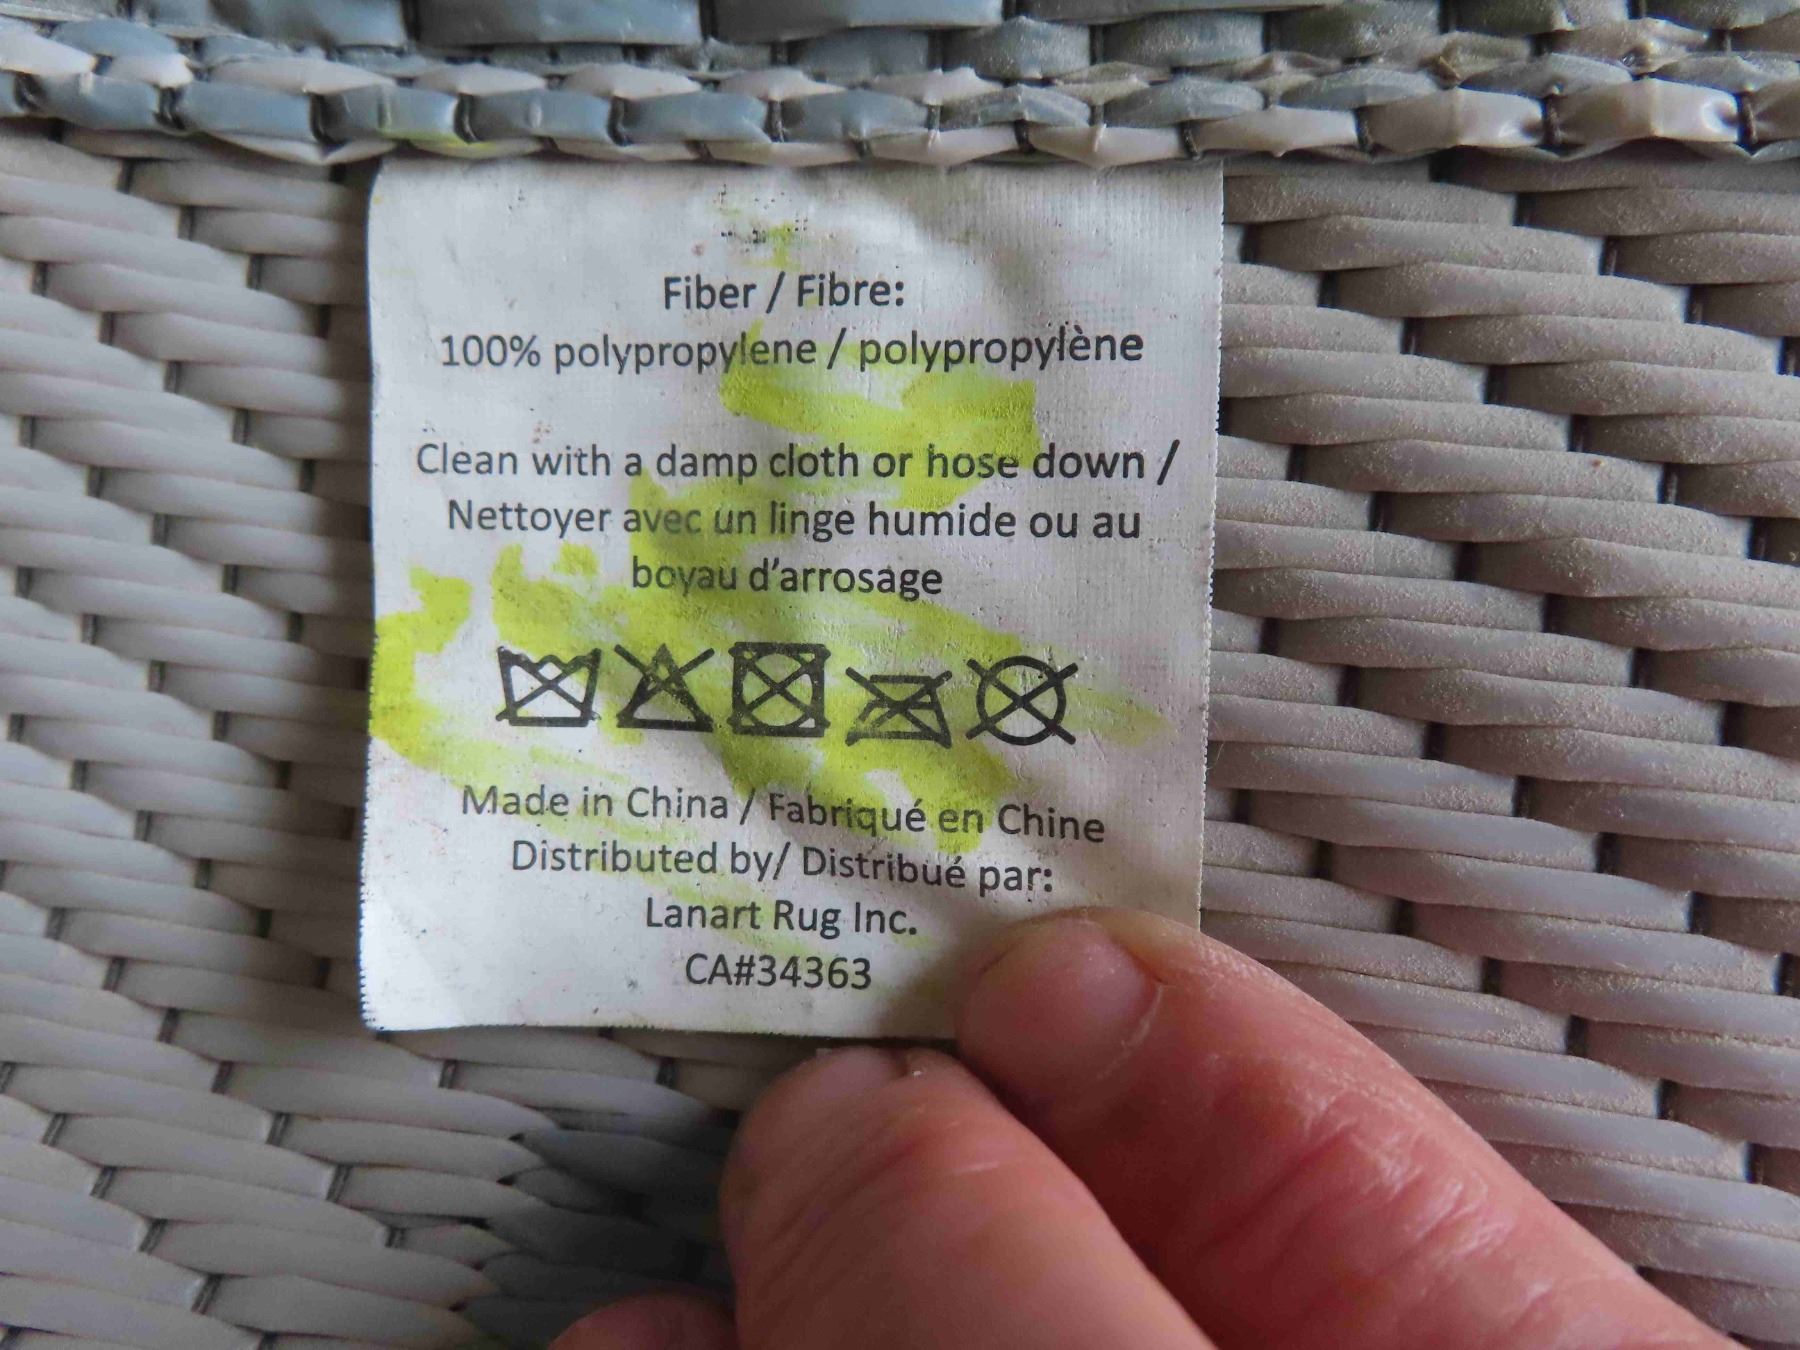 Fiber / Fibre:
100% polypropylene / polypropylène
Clean with a damp cloth or hose down /
Nettoyer avec un linge humide ou au
boyau d'arrosage
Made in China / Fabriqué en Chine
Distributed by/ Distribué par:
Lanart Rug Inc.
CA#34363